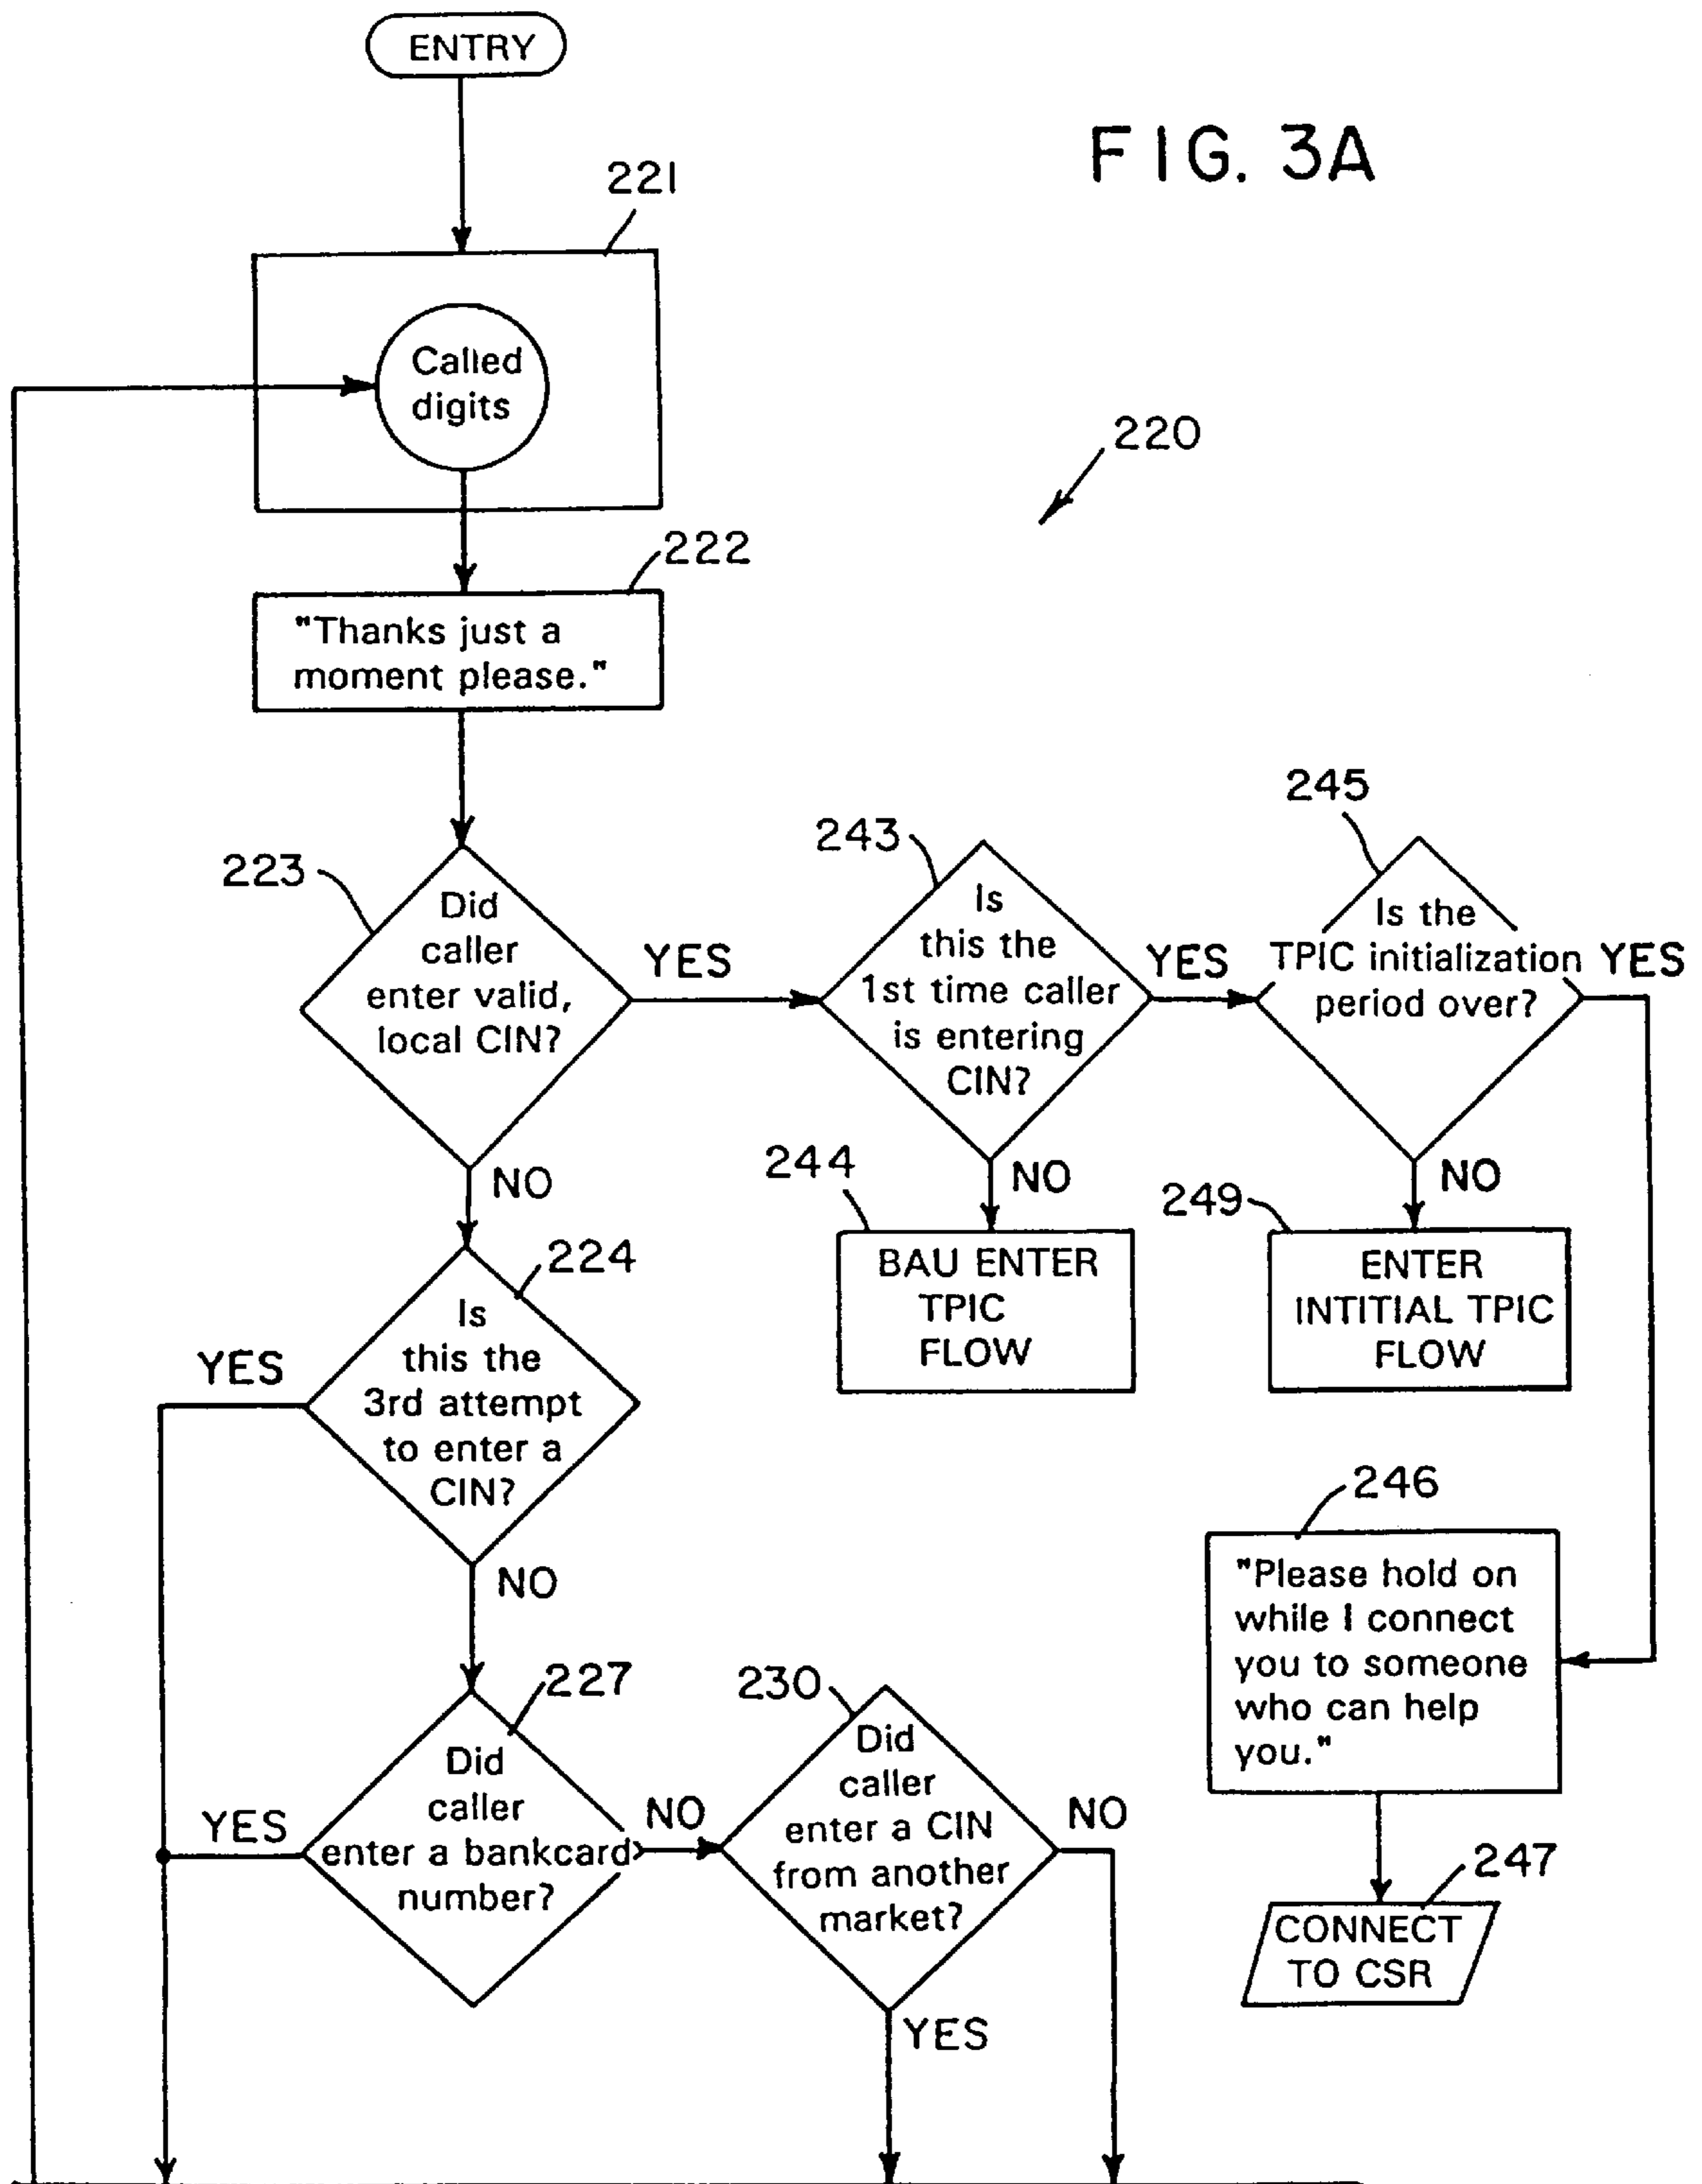 ENTRY
FIG. 3A
221
Called
digits
220
222
"Thanks just a
moment please."
223
Did
caller
enter valid,
local CIN?
YES
NO
243
Is
this the
1st time caller
is entering
CIN?
YES
NO
245
Is the
TPIC initialization
period over?
YES
NO
244
BAU ENTER
TPIC
FLOW
249
ENTER
INTITIAL TPIC
FLOW
224
Is
this the
3rd attempt
to enter a
CIN?
YES
NO
246
"Please hold on
while I connect
you to someone
who can help
you."
227
Did
caller
enter a bankcard
number?
YES
NO
230
Did
caller
enter a CIN
from another
market?
NO
YES
247
CONNECT
TO CSR